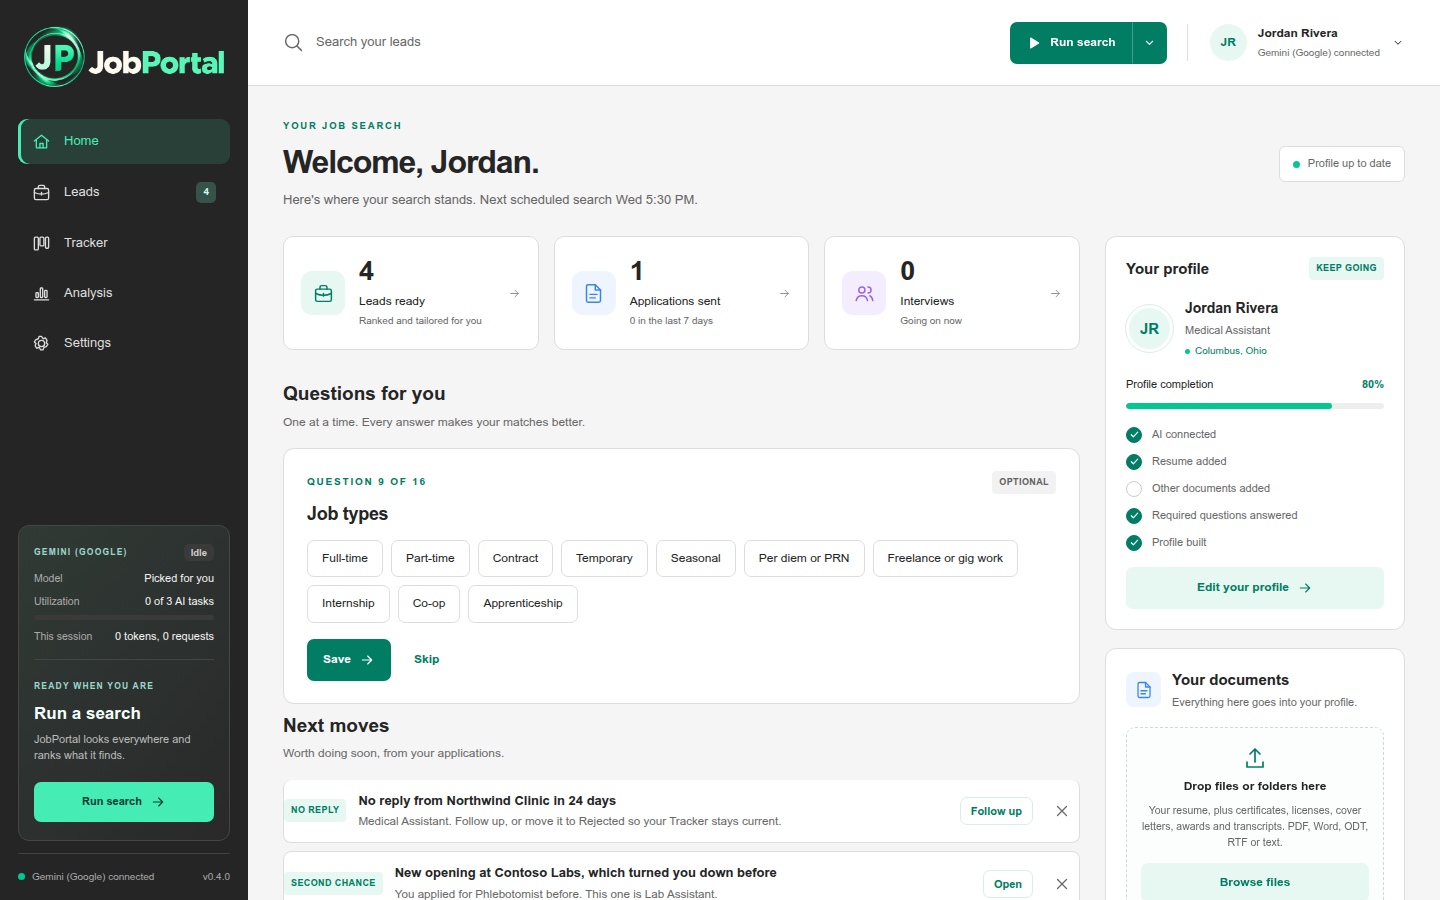 JP JobPortal
Home
Leads 4
Tracker
Analysis
Settings
GEMINI (GOOGLE) Idle
Model Picked for you
Utilization 0 of 3 AI tasks
This session 0 tokens, 0 requests
READY WHEN YOU ARE
Run a search
JobPortal looks everywhere and
ranks what it finds.
Run search
Gemini (Google) connected v0.4.0
Search your leads
Run search
JR
Jordan Rivera
Gemini (Google) connected
YOUR JOB SEARCH
Welcome, Jordan.
Here's where your search stands. Next scheduled search Wed 5:30 PM.
Profile up to date
4
Leads ready
Ranked and tailored for you
1
Applications sent
0 in the last 7 days
0
Interviews
Going on now
Questions for you
One at a time. Every answer makes your matches better.
QUESTION 9 OF 16 OPTIONAL
Job types
Full-time Part-time Contract Temporary Seasonal Per diem or PRN Freelance or gig work
Internship Co-op Apprenticeship
Save Skip
Next moves
Worth doing soon, from your applications.
NO REPLY
No reply from Northwind Clinic in 24 days
Medical Assistant. Follow up, or move it to Rejected so your Tracker stays current.
Follow up
SECOND CHANCE
New opening at Contoso Labs, which turned you down before
You applied for Phlebotomist before. This one is Lab Assistant.
Open
Your profile KEEP GOING
JR
Jordan Rivera
Medical Assistant
Columbus, Ohio
Profile completion 80%
AI connected
Resume added
Other documents added
Required questions answered
Profile built
Edit your profile
Your documents
Everything here goes into your profile.
Drop files or folders here
Your resume, plus certificates, licenses, cover
letters, awards and transcripts. PDF, Word, ODT,
RTF or text.
Browse files